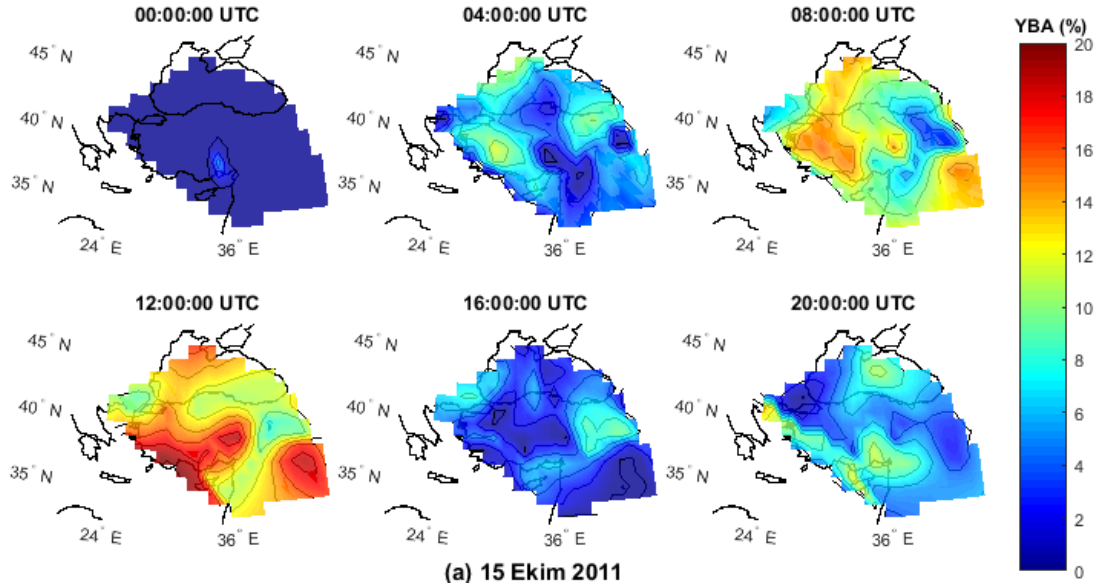 00:00:00 UTC
04:00:00 UTC
08:00:00 UTC
YBA (%)
45° N
40° N
35° N
24° E
36° E
45° N
40° N
35° N
24° E
36° E
45° N
40° N
35° N
24° E
36° E
12:00:00 UTC
16:00:00 UTC
20:00:00 UTC
45° N
40° N
35° N
24° E
36° E
45° N
40° N
35° N
24° E
36° E
45° N
40° N
35° N
24° E
36° E
20
18
16
14
12
10
8
6
4
2
0
(a) 15 Ekim 2011